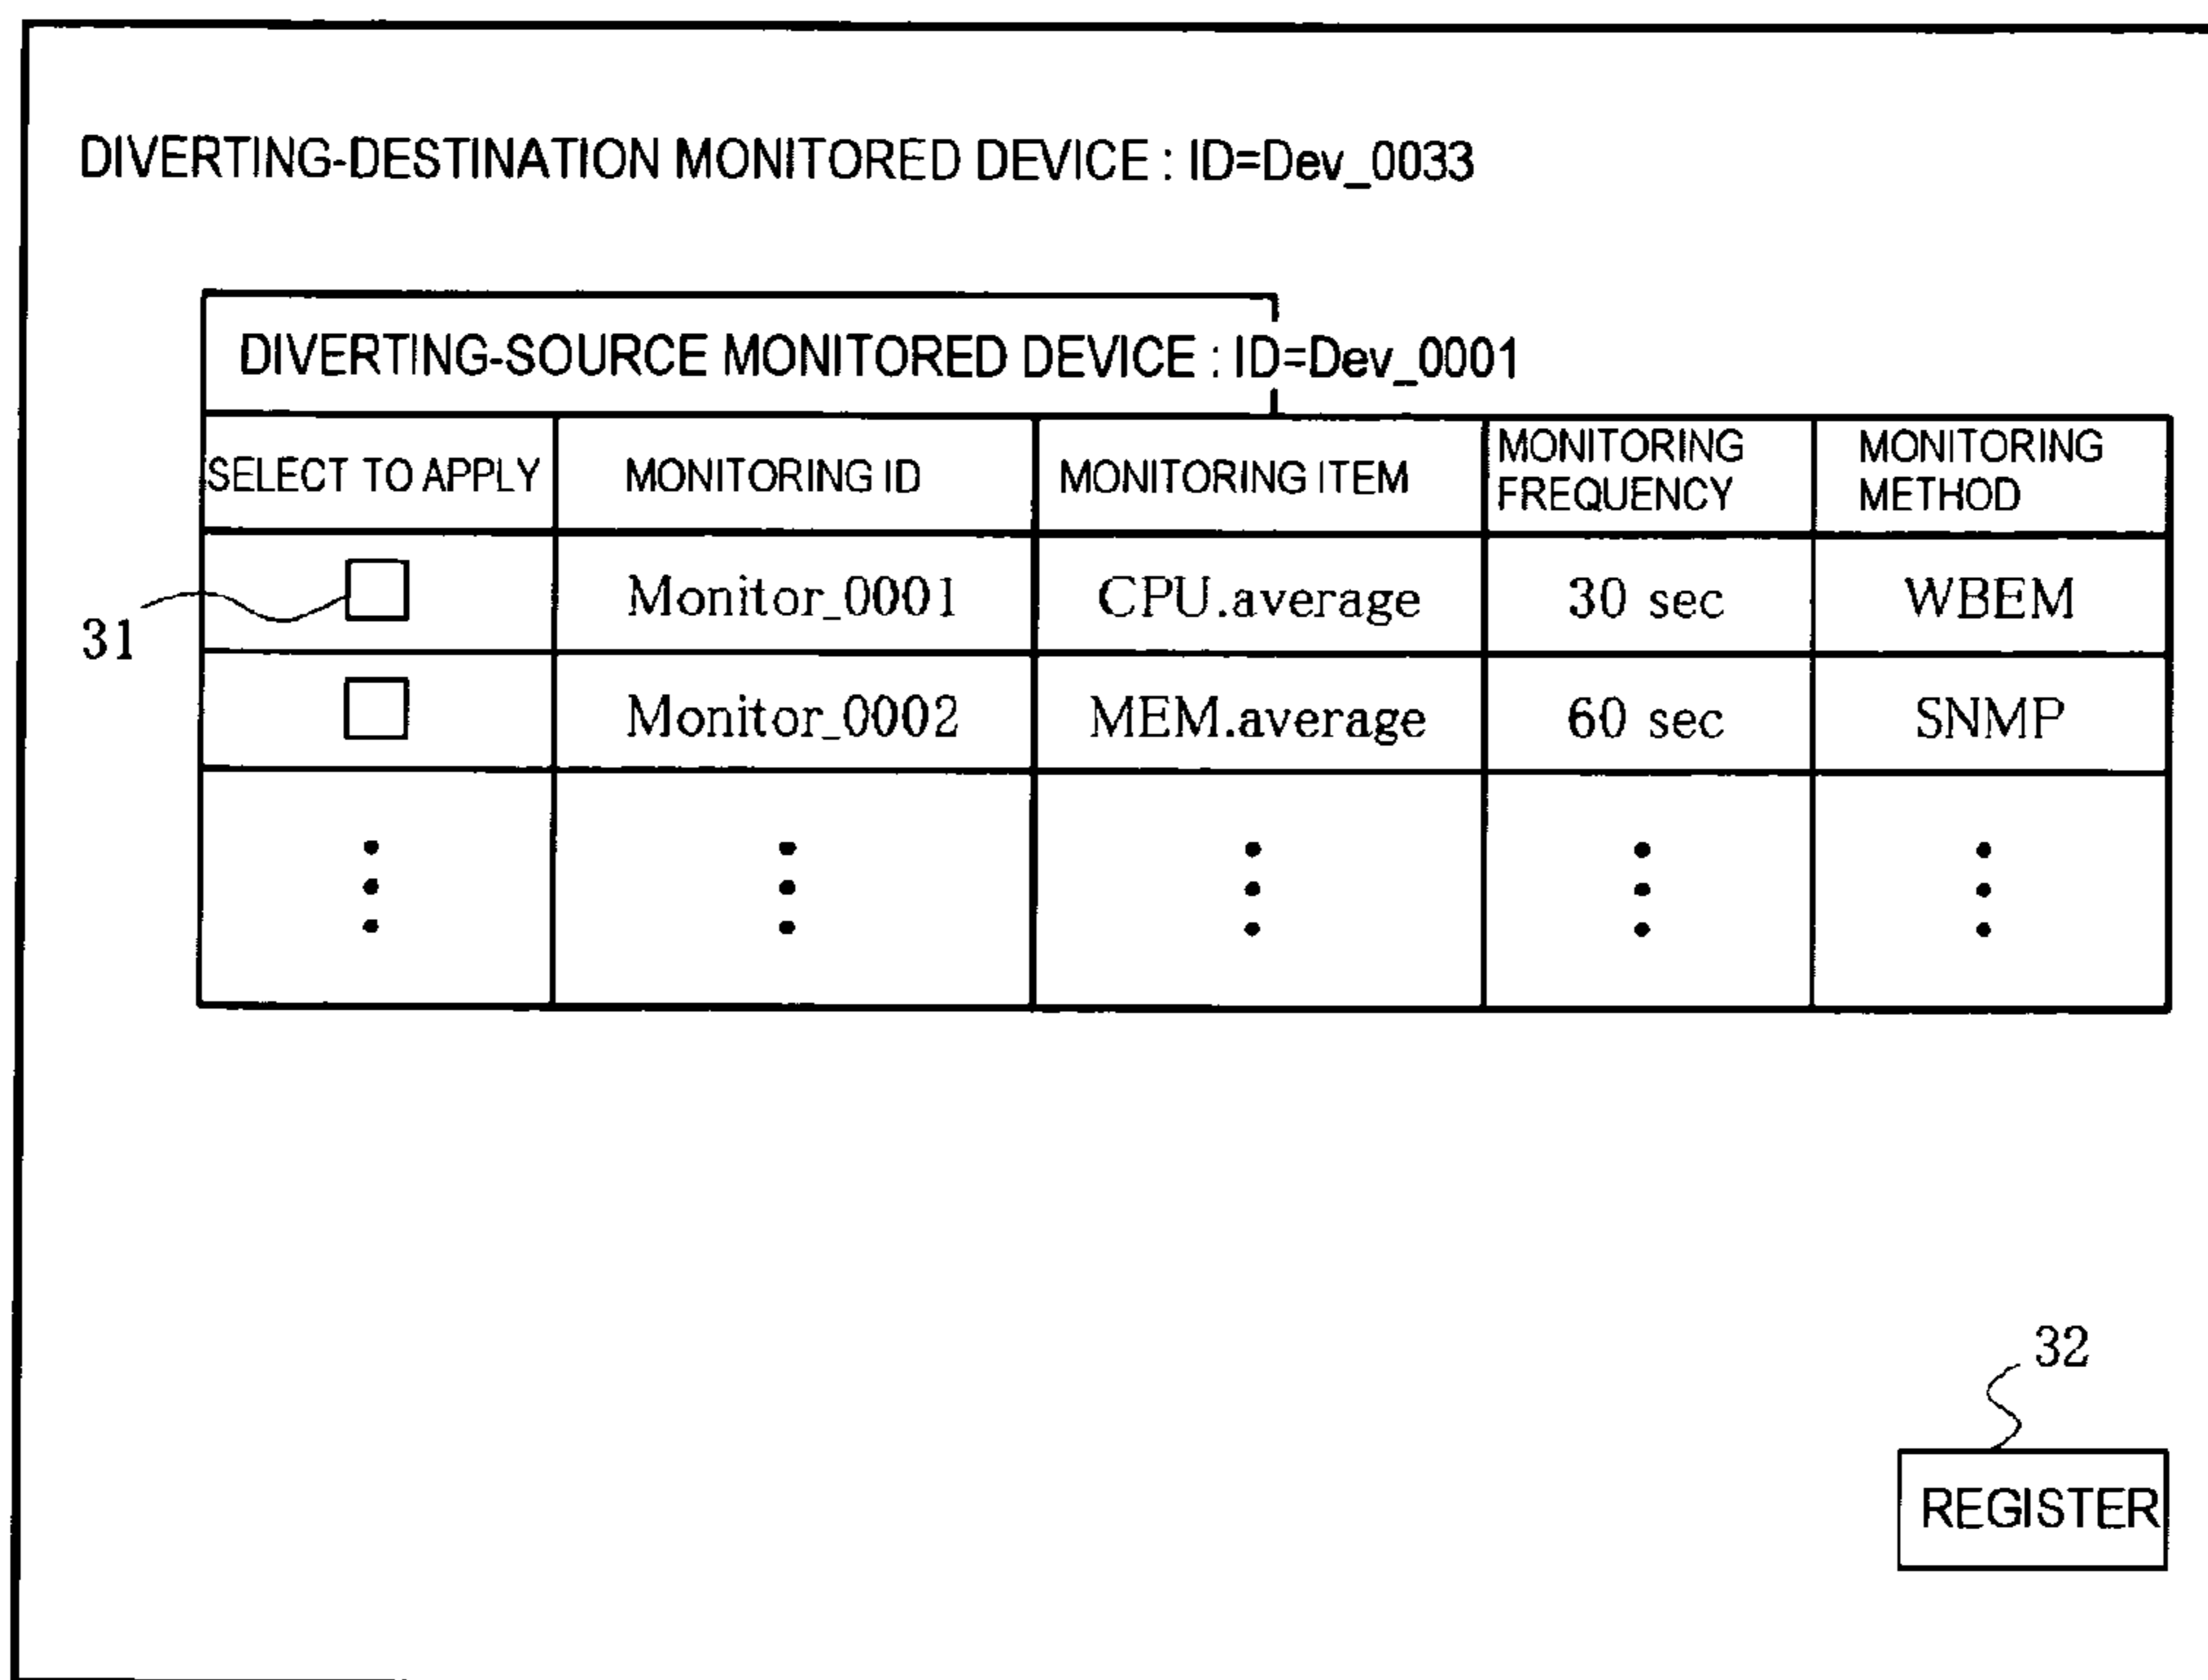 DIVERTING-DESTINATION MONITORED DEVICE : ID=Dev_0033
DIVERTING-SOURCE MONITORED DEVICE : ID=Dev_0001
SELECT TO APPLY MONITORING ID MONITORING ITEM MONITORING FREQUENCY MONITORING METHOD
Monitor_0001 CPU.average 30 sec WBEM
31
Monitor_0002 MEM.average 60 sec SNMP
32
REGISTER